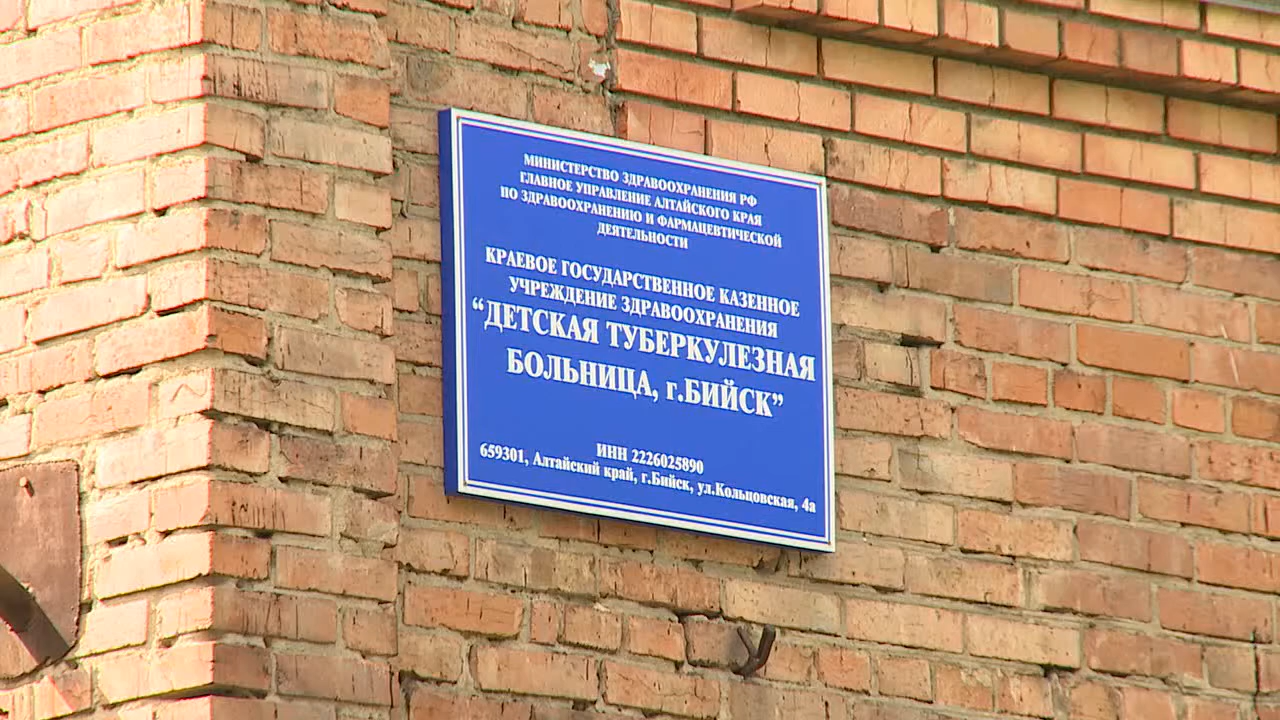 МИНИСТЕРСТВО ЗДРАВООХРАНЕНИЯ РФ
ГЛАВНОЕ УПРАВЛЕНИЕ АЛТАЙСКОГО КРАЯ
ПО ЗДРАВООХРАНЕНИЮ И ФАРМАЦЕВТИЧЕСКОЙ
ДЕЯТЕЛЬНОСТИ
КРАЕВОЕ ГОСУДАРСТВЕННОЕ КАЗЕННОЕ
УЧРЕЖДЕНИЕ ЗДРАВООХРАНЕНИЯ
“ДЕТСКАЯ ТУБЕРКУЛЕЗНАЯ
БОЛЬНИЦА, г.БИЙСК”
ИНН 2226025890
659301, Алтайский край, г.Бийск, ул.Кольцовская, 4а